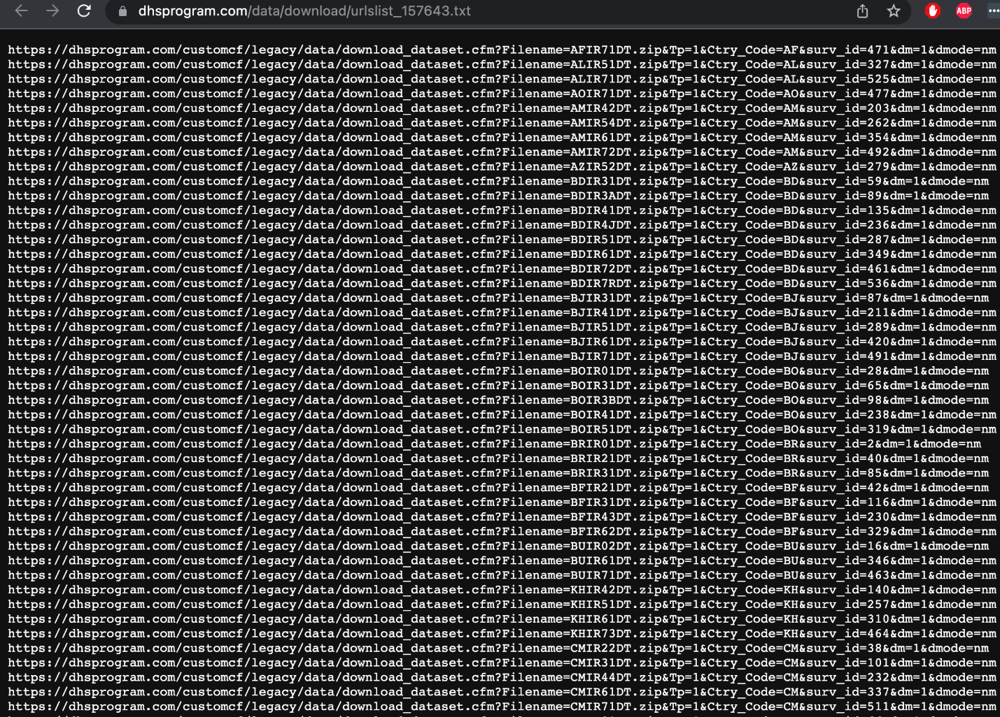 dhsprogram.com/data/download/urlslist_157643.txt
ABP
https://dhsprogram.com/customcf/legacy/data/download_dataset.cfm?Filename=AFIR71DT.zip&Tp=1&Ctry_Code=AF&surv_id=471&dm=1&dmode=nm
https://dhsprogram.com/customcf/legacy/data/download_dataset.cfm?Filename=ALIR51DT.zip&Tp=1&Ctry_Code=AL&surv_id=327&dm=1&dmode=nm
https://dhsprogram.com/customcf/legacy/data/download_dataset.cfm?Filename=ALIR71DT.zip&Tp=1&Ctry_Code=AL&surv_id=525&dm=1&dmode=nm
https://dhsprogram.com/customcf/legacy/data/download_dataset.cfm?Filename=AOIR71DT.zip&Tp=1&Ctry_Code=AO&surv_id=477&dm=1&dmode=nm
https://dhsprogram.com/customcf/legacy/data/download_dataset.cfm?Filename=AMIR42DT.zip&Tp=1&Ctry_Code=AM&surv_id=203&dm=1&dmode=nm
https://dhsprogram.com/customcf/legacy/data/download_dataset.cfm?Filename=AMIR54DT.zip&Tp=1&Ctry_Code=AM&surv_id=262&dm=1&dmode=nm
https://dhsprogram.com/customcf/legacy/data/download_dataset.cfm?Filename=AMIR61DT.zip&Tp=1&Ctry_Code=AM&surv_id=354&dm=1&dmode=nm
https://dhsprogram.com/customcf/legacy/data/download_dataset.cfm?Filename=AMIR72DT.zip&Tp=1&Ctry_Code=AM&surv_id=492&dm=1&dmode=nm
https://dhsprogram.com/customcf/legacy/data/download_dataset.cfm?Filename=AZIR52DT.zip&Tp=1&Ctry_Code=AZ&surv_id=279&dm=1&dmode=nm
https://dhsprogram.com/customcf/legacy/data/download_dataset.cfm?Filename=BDIR31DT.zip&Tp=1&Ctry_Code=BD&surv_id=59&dm=1&dmode=nm
https://dhsprogram.com/customcf/legacy/data/download_dataset.cfm?Filename=BDIR3ADT.zip&Tp=1&Ctry_Code=BD&surv_id=89&dm=1&dmode=nm
https://dhsprogram.com/customcf/legacy/data/download_dataset.cfm?Filename=BDIR41DT.zip&Tp=1&Ctry_Code=BD&surv_id=135&dm=1&dmode=nm
https://dhsprogram.com/customcf/legacy/data/download_dataset.cfm?Filename=BDIR4JDT.zip&Tp=1&Ctry_Code=BD&surv_id=236&dm=1&dmode=nm
https://dhsprogram.com/customcf/legacy/data/download_dataset.cfm?Filename=BDIR51DT.zip&Tp=1&Ctry_Code=BD&surv_id=287&dm=1&dmode=nm
https://dhsprogram.com/customcf/legacy/data/download_dataset.cfm?Filename=BDIR61DT.zip&Tp=1&Ctry_Code=BD&surv_id=349&dm=1&dmode=nm
https://dhsprogram.com/customcf/legacy/data/download_dataset.cfm?Filename=BDIR72DT.zip&Tp=1&Ctry_Code=BD&surv_id=461&dm=1&dmode=nm
https://dhsprogram.com/customcf/legacy/data/download_dataset.cfm?Filename=BDIR7RDT.zip&Tp=1&Ctry_Code=BD&surv_id=536&dm=1&dmode=nm
https://dhsprogram.com/customcf/legacy/data/download_dataset.cfm?Filename=BJIR31DT.zip&Tp=1&Ctry_Code=BJ&surv_id=87&dm=1&dmode=nm
https://dhsprogram.com/customcf/legacy/data/download_dataset.cfm?Filename=BJIR41DT.zip&Tp=1&Ctry_Code=BJ&surv_id=211&dm=1&dmode=nm
https://dhsprogram.com/customcf/legacy/data/download_dataset.cfm?Filename=BJIR51DT.zip&Tp=1&Ctry_Code=BJ&surv_id=289&dm=1&dmode=nm
https://dhsprogram.com/customcf/legacy/data/download_dataset.cfm?Filename=BJIR61DT.zip&Tp=1&Ctry_Code=BJ&surv_id=420&dm=1&dmode=nm
https://dhsprogram.com/customcf/legacy/data/download_dataset.cfm?Filename=BJIR71DT.zip&Tp=1&Ctry_Code=BJ&surv_id=491&dm=1&dmode=nm
https://dhsprogram.com/customcf/legacy/data/download_dataset.cfm?Filename=BOIR01DT.zip&Tp=1&Ctry_Code=BO&surv_id=28&dm=1&dmode=nm
https://dhsprogram.com/customcf/legacy/data/download_dataset.cfm?Filename=BOIR31DT.zip&Tp=1&Ctry_Code=BO&surv_id=65&dm=1&dmode=nm
https://dhsprogram.com/customcf/legacy/data/download_dataset.cfm?Filename=BOIR3BDT.zip&Tp=1&Ctry_Code=BO&surv_id=98&dm=1&dmode=nm
https://dhsprogram.com/customcf/legacy/data/download_dataset.cfm?Filename=BOIR41DT.zip&Tp=1&Ctry_Code=BO&surv_id=238&dm=1&dmode=nm
https://dhsprogram.com/customcf/legacy/data/download_dataset.cfm?Filename=BOIR51DT.zip&Tp=1&Ctry_Code=BO&surv_id=319&dm=1&dmode=nm
https://dhsprogram.com/customcf/legacy/data/download_dataset.cfm?Filename=BRIR01DT.zip&Tp=1&Ctry_Code=BR&surv_id=2&dm=1&dmode=nm
https://dhsprogram.com/customcf/legacy/data/download_dataset.cfm?Filename=BRIR21DT.zip&Tp=1&Ctry_Code=BR&surv_id=40&dm=1&dmode=nm
https://dhsprogram.com/customcf/legacy/data/download_dataset.cfm?Filename=BRIR31DT.zip&Tp=1&Ctry_Code=BR&surv_id=85&dm=1&dmode=nm
https://dhsprogram.com/customcf/legacy/data/download_dataset.cfm?Filename=BFIR21DT.zip&Tp=1&Ctry_Code=BF&surv_id=42&dm=1&dmode=nm
https://dhsprogram.com/customcf/legacy/data/download_dataset.cfm?Filename=BFIR31DT.zip&Tp=1&Ctry_Code=BF&surv_id=116&dm=1&dmode=nm
https://dhsprogram.com/customcf/legacy/data/download_dataset.cfm?Filename=BFIR43DT.zip&Tp=1&Ctry_Code=BF&surv_id=230&dm=1&dmode=nm
https://dhsprogram.com/customcf/legacy/data/download_dataset.cfm?Filename=BFIR62DT.zip&Tp=1&Ctry_Code=BF&surv_id=329&dm=1&dmode=nm
https://dhsprogram.com/customcf/legacy/data/download_dataset.cfm?Filename=BUIR02DT.zip&Tp=1&Ctry_Code=BU&surv_id=16&dm=1&dmode=nm
https://dhsprogram.com/customcf/legacy/data/download_dataset.cfm?Filename=BUIR61DT.zip&Tp=1&Ctry_Code=BU&surv_id=346&dm=1&dmode=nm
https://dhsprogram.com/customcf/legacy/data/download_dataset.cfm?Filename=BUIR71DT.zip&Tp=1&Ctry_Code=BU&surv_id=463&dm=1&dmode=nm
https://dhsprogram.com/customcf/legacy/data/download_dataset.cfm?Filename=KHIR42DT.zip&Tp=1&Ctry_Code=KH&surv_id=140&dm=1&dmode=nm
https://dhsprogram.com/customcf/legacy/data/download_dataset.cfm?Filename=KHIR51DT.zip&Tp=1&Ctry_Code=KH&surv_id=257&dm=1&dmode=nm
https://dhsprogram.com/customcf/legacy/data/download_dataset.cfm?Filename=KHIR61DT.zip&Tp=1&Ctry_Code=KH&surv_id=310&dm=1&dmode=nm
https://dhsprogram.com/customcf/legacy/data/download_dataset.cfm?Filename=KHIR73DT.zip&Tp=1&Ctry_Code=KH&surv_id=464&dm=1&dmode=nm
https://dhsprogram.com/customcf/legacy/data/download_dataset.cfm?Filename=CMIR22DT.zip&Tp=1&Ctry_Code=CM&surv_id=38&dm=1&dmode=nm
https://dhsprogram.com/customcf/legacy/data/download_dataset.cfm?Filename=CMIR31DT.zip&Tp=1&Ctry_Code=CM&surv_id=101&dm=1&dmode=nm
https://dhsprogram.com/customcf/legacy/data/download_dataset.cfm?Filename=CMIR44DT.zip&Tp=1&Ctry_Code=CM&surv_id=232&dm=1&dmode=nm
https://dhsprogram.com/customcf/legacy/data/download_dataset.cfm?Filename=CMIR61DT.zip&Tp=1&Ctry_Code=CM&surv_id=337&dm=1&dmode=nm
https://dhsprogram.com/customcf/legacy/data/download_dataset.cfm?Filename=CMIR71DT.zip&Tp=1&Ctry_Code=CM&surv_id=511&dm=1&dmode=nm